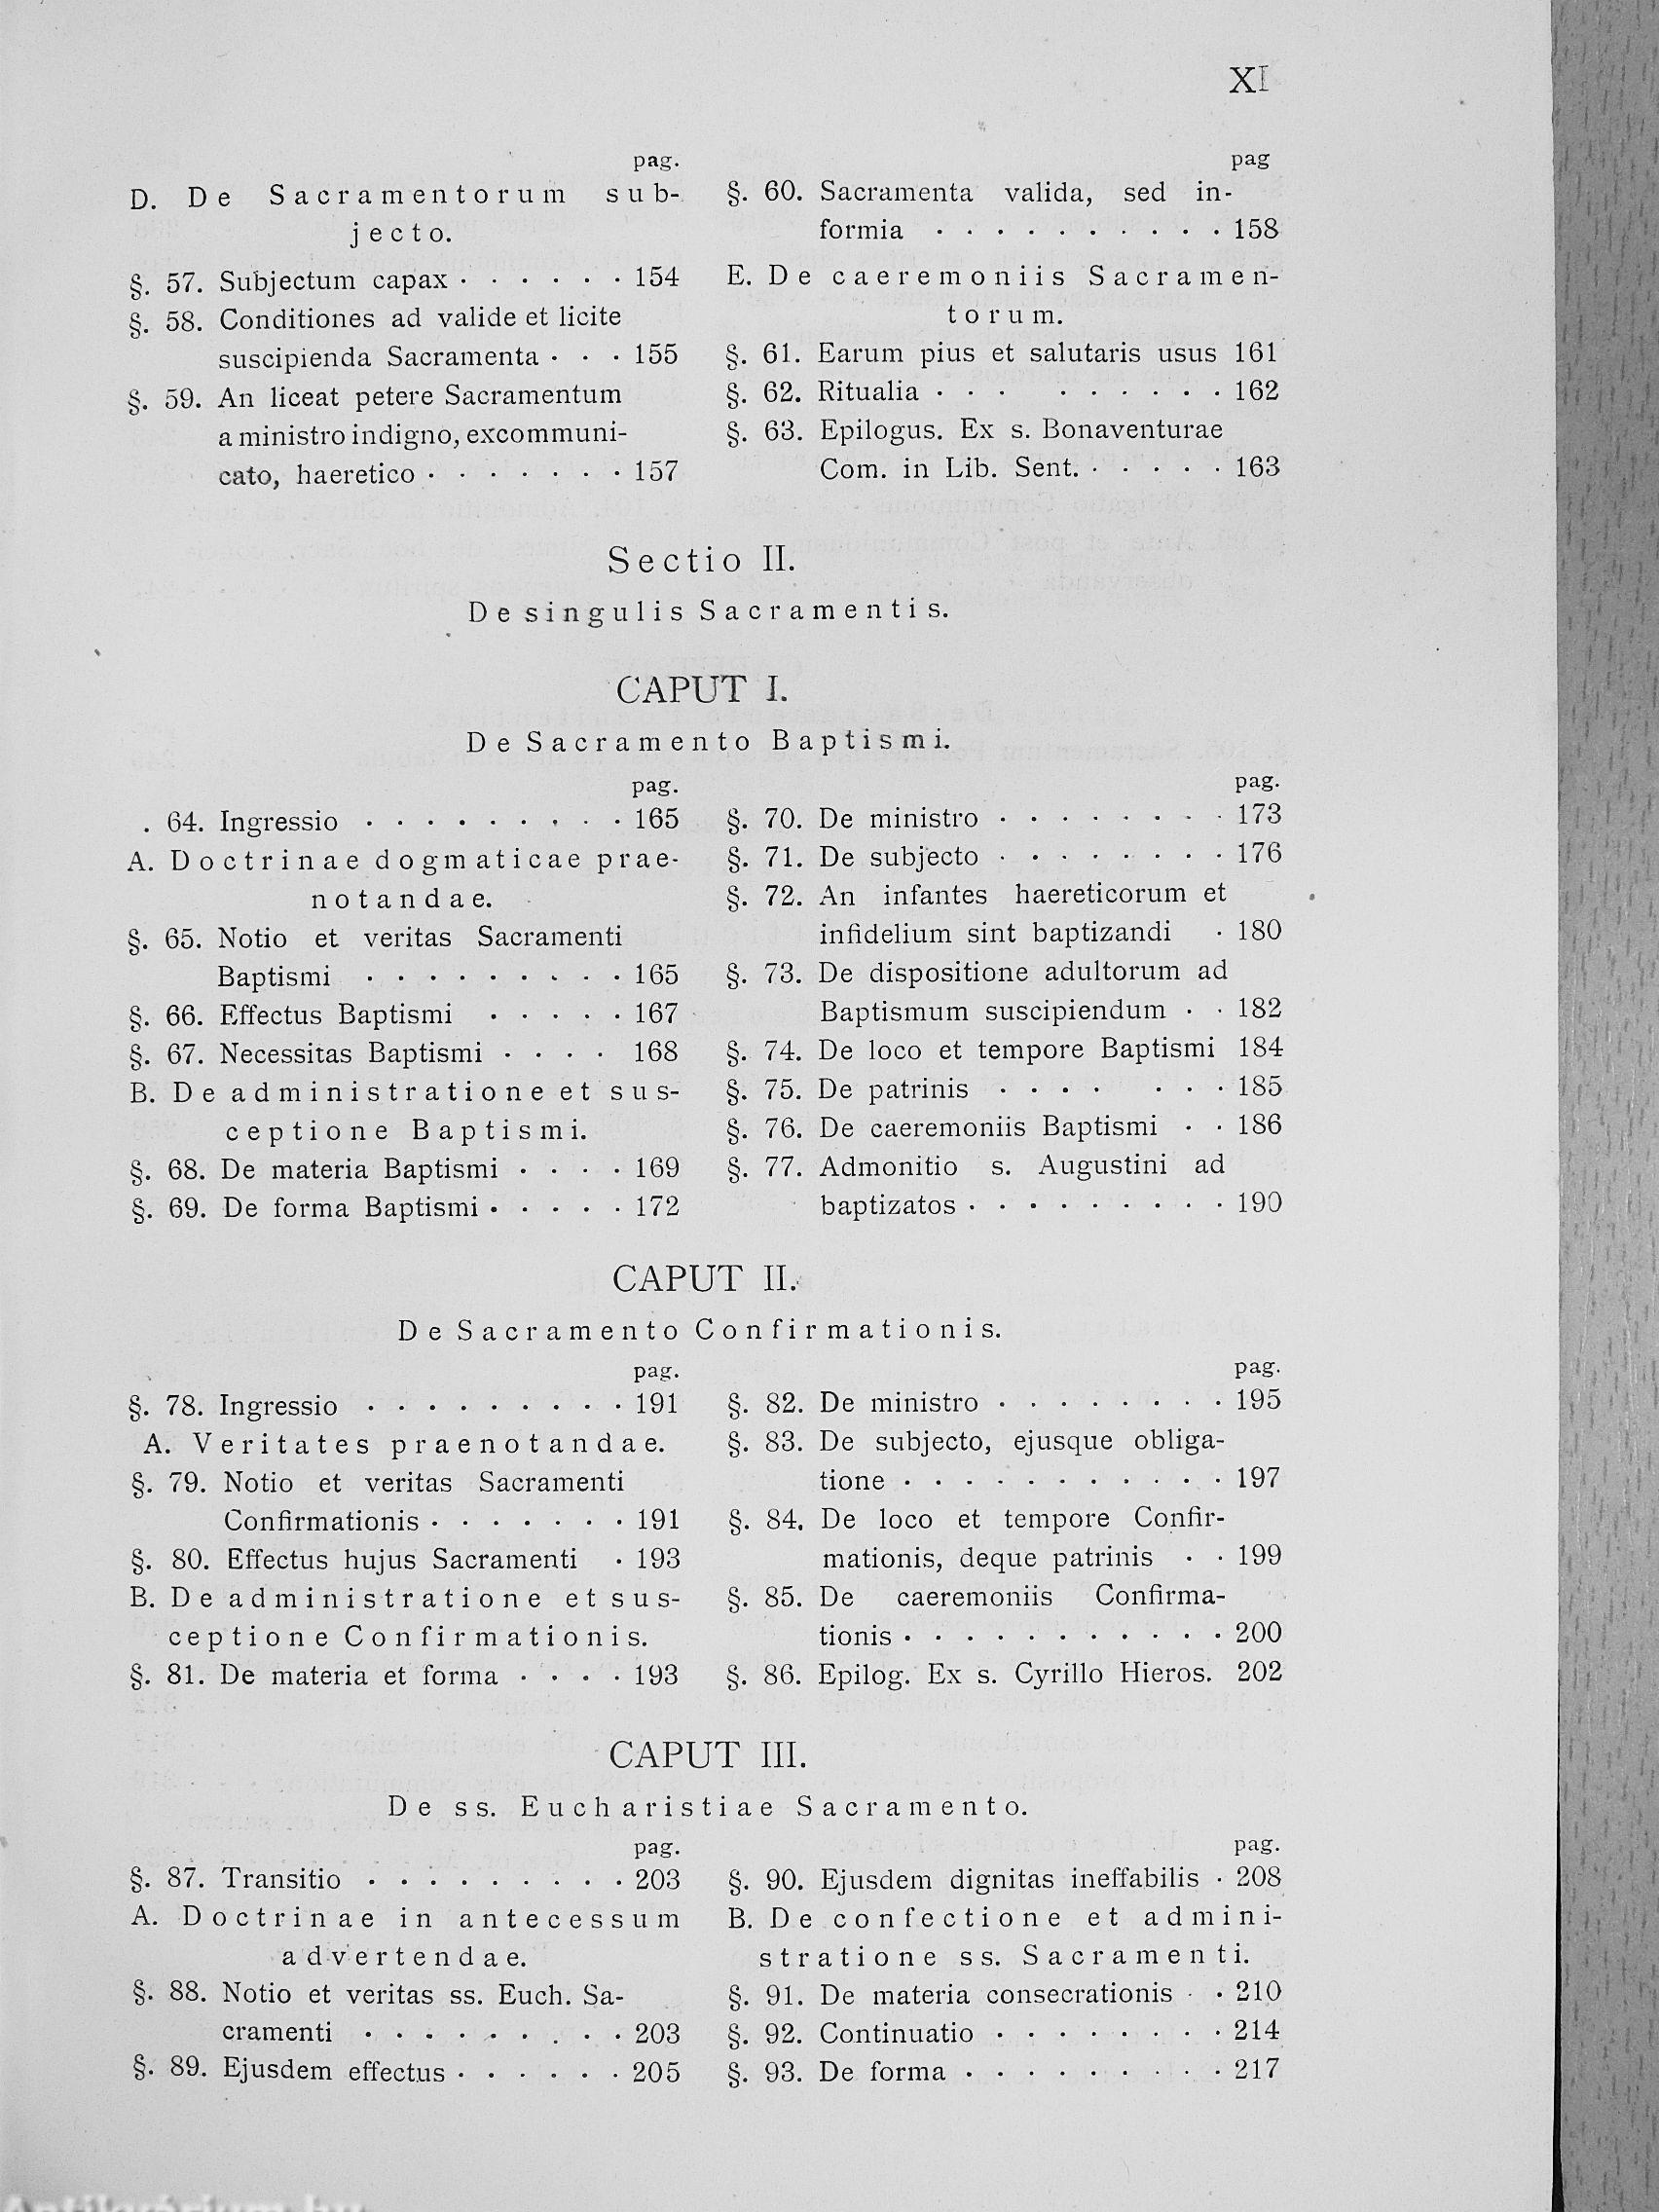 XI
pag.
D. De Sacramentorum sub-
jecto.
§. 57. Subjectum capax · · · · · · 154
§. 58. Conditiones ad valide et licite
suscipienda Sacramenta · · · 155
§. 59. An liceat petere Sacramentum
a ministro indigno, excommuni-
cato, haeretico · · · · · · · 157
pag
§. 60. Sacramenta valida, sed in-
formia · · · · · · · · · · 158
E. De caeremoniis Sacramen-
torum.
§. 61. Earum pius et salutaris usus 161
§. 62. Ritualia · · · · · · · · · 162
§. 63. Epilogus. Ex s. Bonaventurae
Com. in Lib. Sent. · · · · · 163
Sectio II.
De singulis Sacramentis.
CAPUT I.
De Sacramento Baptismi.
pag.
. 64. Ingressio · · · · · · · · · 165
A. Doctrinae dogmaticae prae-
notandae.
§. 65. Notio et veritas Sacramenti
Baptismi · · · · · · · · · 165
§. 66. Effectus Baptismi · · · · · 167
§. 67. Necessitas Baptismi · · · · 168
B. De administratione et sus-
ceptione Baptismi.
§. 68. De materia Baptismi · · · · 169
§. 69. De forma Baptismi · · · · · 172
pag.
§. 70. De ministro · · · · · · · · 173
§. 71. De subjecto · · · · · · · · 176
§. 72. An infantes haereticorum et
infidelium sint baptizandi · 180
§. 73. De dispositione adultorum ad
Baptismum suscipiendum · · 182
§. 74. De loco et tempore Baptismi 184
§. 75. De patrinis · · · · · · · 185
§. 76. De caeremoniis Baptismi · · 186
§. 77. Admonitio s. Augustini ad
baptizatos · · · · · · · · · 190
CAPUT II.
De Sacramento Confirmationis.
pag.
§. 78. Ingressio · · · · · · · · · 191
A. Veritates praenotandae.
§. 79. Notio et veritas Sacramenti
Confirmationis · · · · · · · 191
§. 80. Effectus hujus Sacramenti · 193
B. De administratione et sus-
ceptione Confirmationis.
§. 81. De materia et forma · · · · 193
pag.
§. 82. De ministro · · · · · · · · 195
§. 83. De subjecto, ejusque obliga-
tione · · · · · · · · · · · 197
§. 84. De loco et tempore Confir-
mationis, deque patrinis · · 199
§. 85. De caeremoniis Confirma-
tionis · · · · · · · · · · · 200
§. 86. Epilog. Ex s. Cyrillo Hieros. 202
CAPUT III.
De ss. Eucharistiae Sacramento.
pag.
§. 87. Transitio · · · · · · · · · 203
A. Doctrinae in antecessum
advertendae.
§. 88. Notio et veritas ss. Euch. Sa-
cramenti · · · · · · · · · 203
§. 89. Ejusdem effectus · · · · · · 205
pag.
§. 90. Ejusdem dignitas ineffabilis · 208
B. De confectione et admini-
stratione ss. Sacramenti.
§. 91. De materia consecrationis · · 210
§. 92. Continuatio · · · · · · · · 214
§. 93. De forma · · · · · · · · · 217